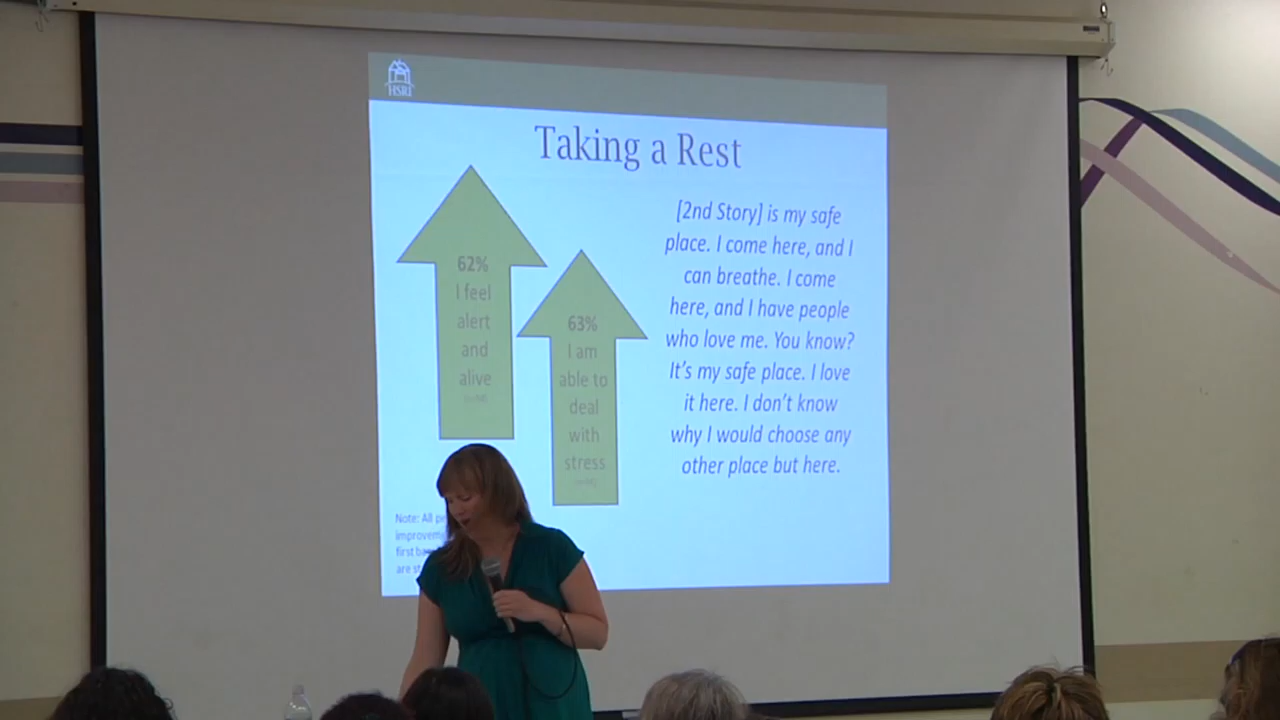 HSRI
Taking a Rest
62%
I feel
alert
and
alive
63%
I am
able to
deal
with
stress
[2nd Story] is my safe
place. I come here, and I
can breathe. I come
here, and I have people
who love me. You know?
It's my safe place. I love
it here. I don't know
why I would choose any
other place but here.
Note: All
first
are